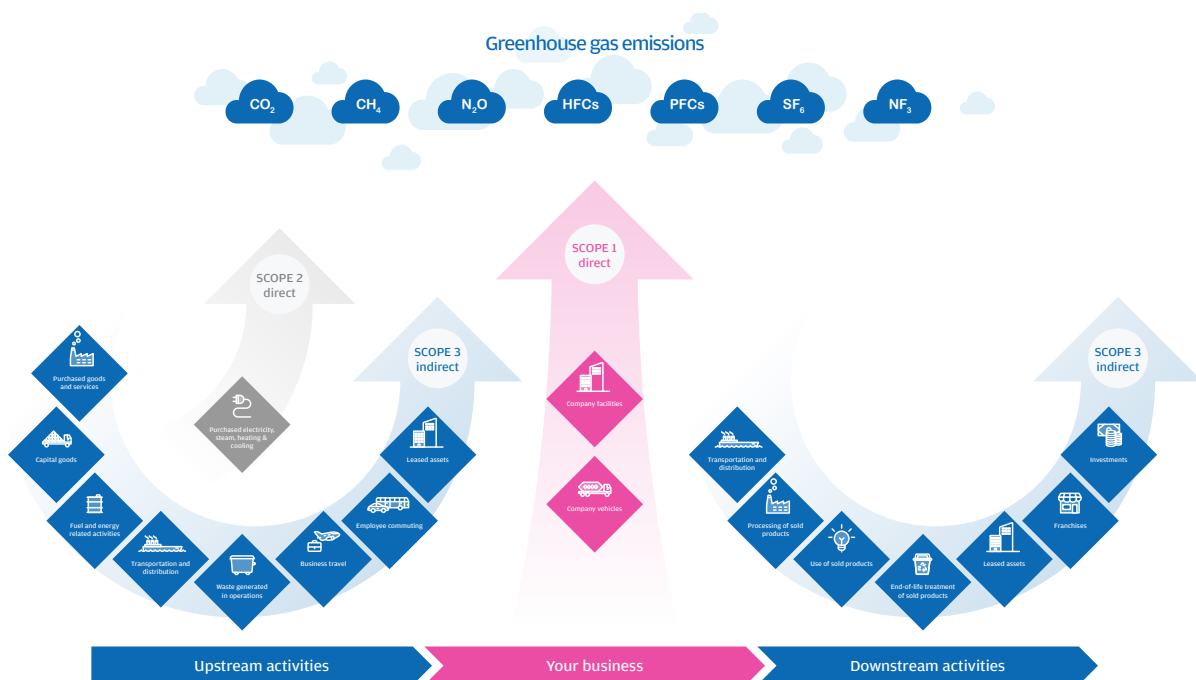 Greenhouse gas emissions
CO₂
CH₄
N₂O
HFCs
PFCs
SF₆
NF₃
SCOPE 2
direct
SCOPE 1
direct
SCOPE 3
indirect
SCOPE 3
indirect
Purchased goods
and services
Capital goods
Fuel and energy
related activities
Transportation and
distribution
Waste generated
in operations
Business travel
Employee commuting
Leased assets
Purchased electricity,
steam, heating &
cooling
Company facilities
Company vehicles
Transportation and
distribution
Processing of sold
products
Use of sold products
End-of-life treatment
of sold products
Leased assets
Franchises
Investments
Upstream activities
Your business
Downstream activities